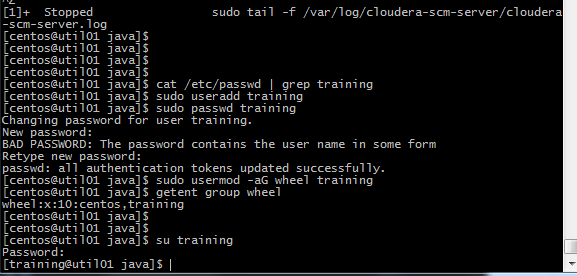 [1]+  Stopped                 sudo tail -f /var/log/cloudera-scm-server/cloudera
-scm-server.log
[centos@util01 java]$
[centos@util01 java]$
[centos@util01 java]$
[centos@util01 java]$
[centos@util01 java]$ cat /etc/passwd | grep training
[centos@util01 java]$ sudo useradd training
[centos@util01 java]$ sudo passwd training
Changing password for user training.
New password:
BAD PASSWORD: The password contains the user name in some form
Retype new password:
passwd: all authentication tokens updated successfully.
[centos@util01 java]$ sudo usermod -aG wheel training
[centos@util01 java]$ getent group wheel
wheel:x:10:centos,training
[centos@util01 java]$
[centos@util01 java]$
[centos@util01 java]$ su training
Password:
[training@util01 java]$